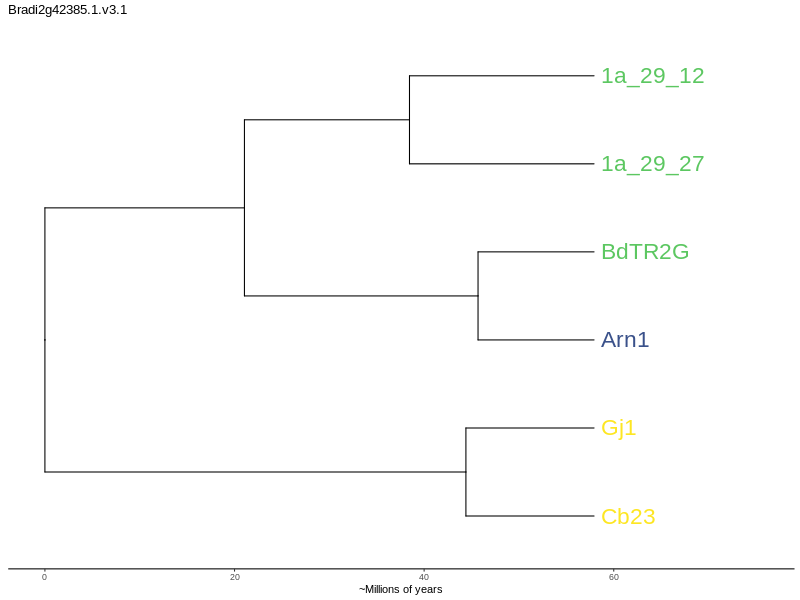 Bradi2g42385.1.v3.1
1a_29_12
1a_29_27
BdTR2G
Arn1
Gj1
Cb23
0 20 40 60
~Millions of years